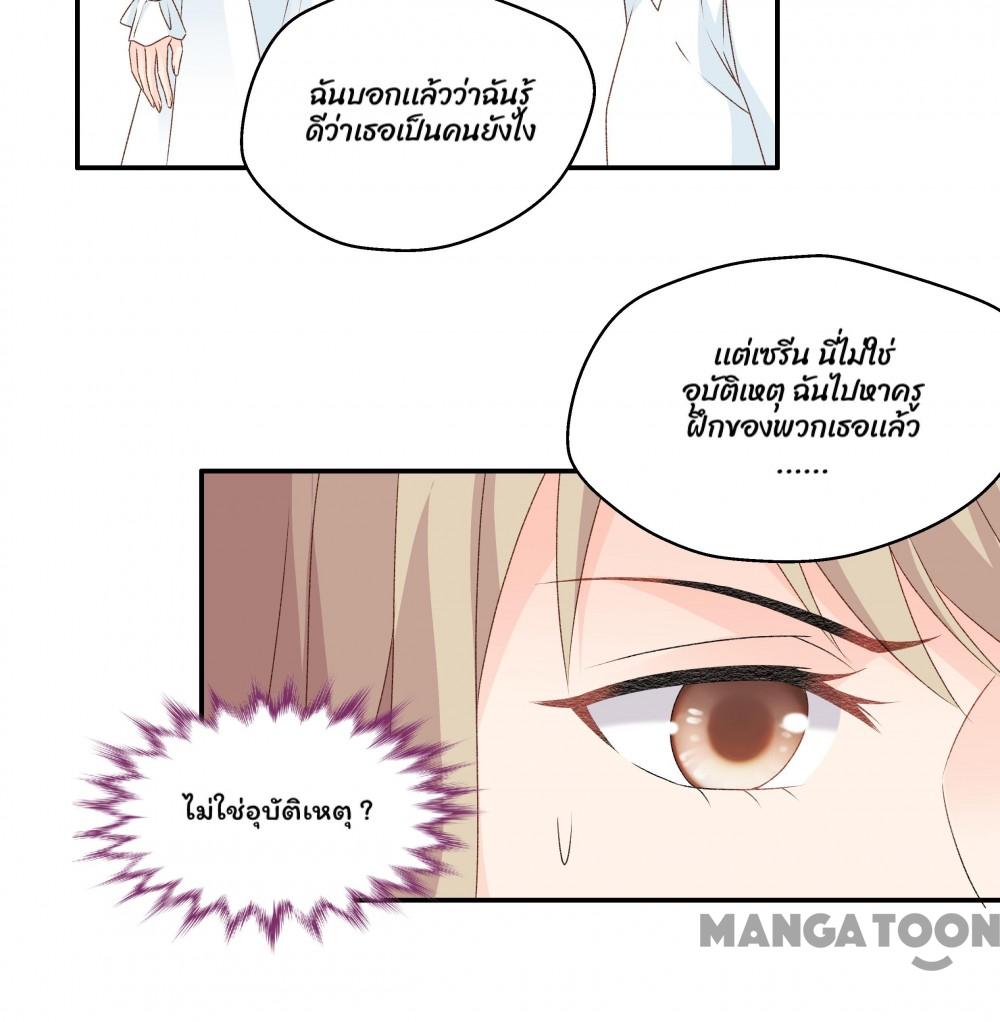 ฉันบอกแล้วว่าฉันรู้
ดีว่าเธอเป็นคนยังไง
แต่เซรีน นี่ไม่ใช่
อุบัติเหตุ ฉันไปหาครู
ฝึกของพวกเธอแล้ว
......
ไม่ใช่อุบัติเหตุ ?
MANGATOON